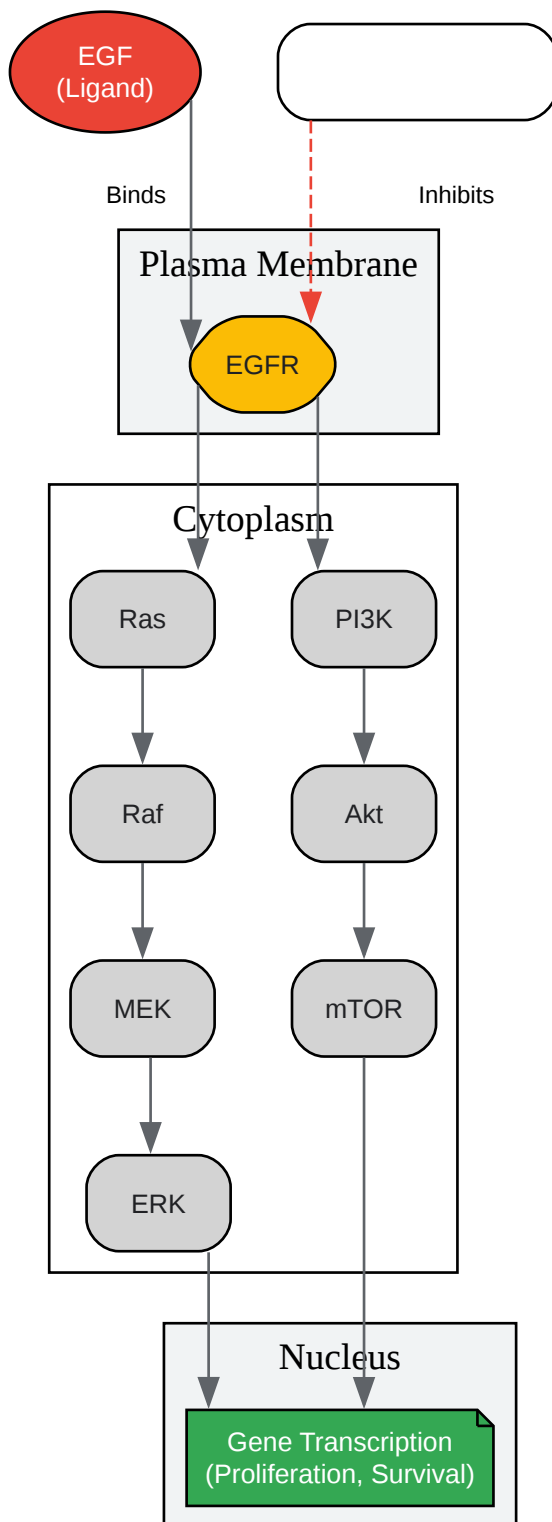 EGF
(Ligand)
Binds
Inhibits
Plasma Membrane
EGFR
Cytoplasm
Ras
PI3K
Raf
Akt
MEK
mTOR
ERK
Nucleus
Gene Transcription
(Proliferation, Survival)